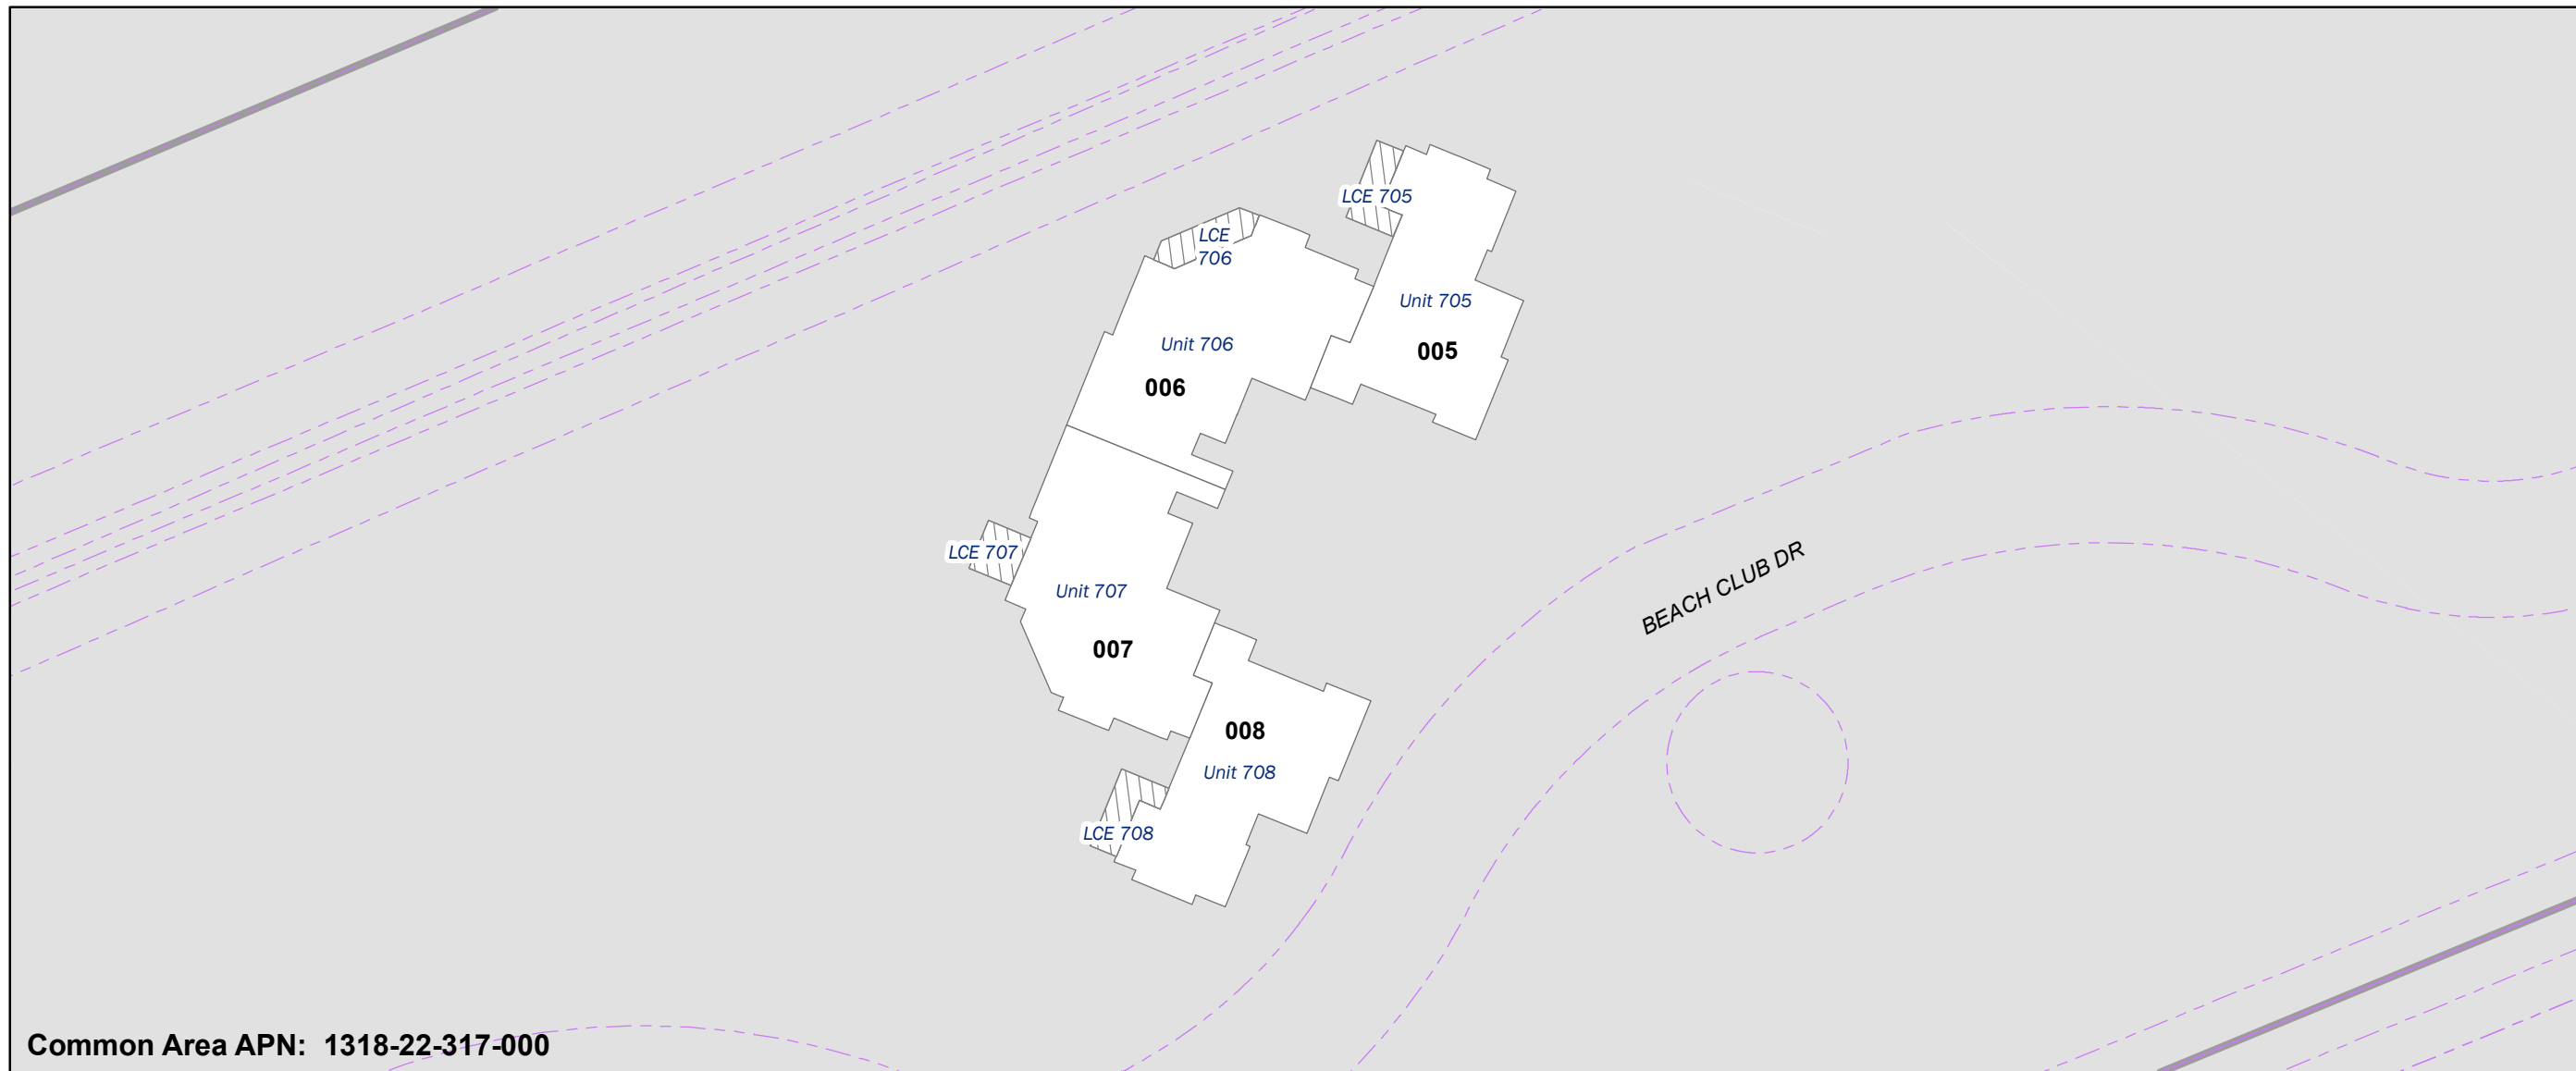 LCE 705
LCE
706
Unit 705
Unit 706
005
006
LCE 707
Unit 707
BEACH CLUB DR
007
008
Unit 708
LCE 708
Common Area APN: 1318-22-317-000